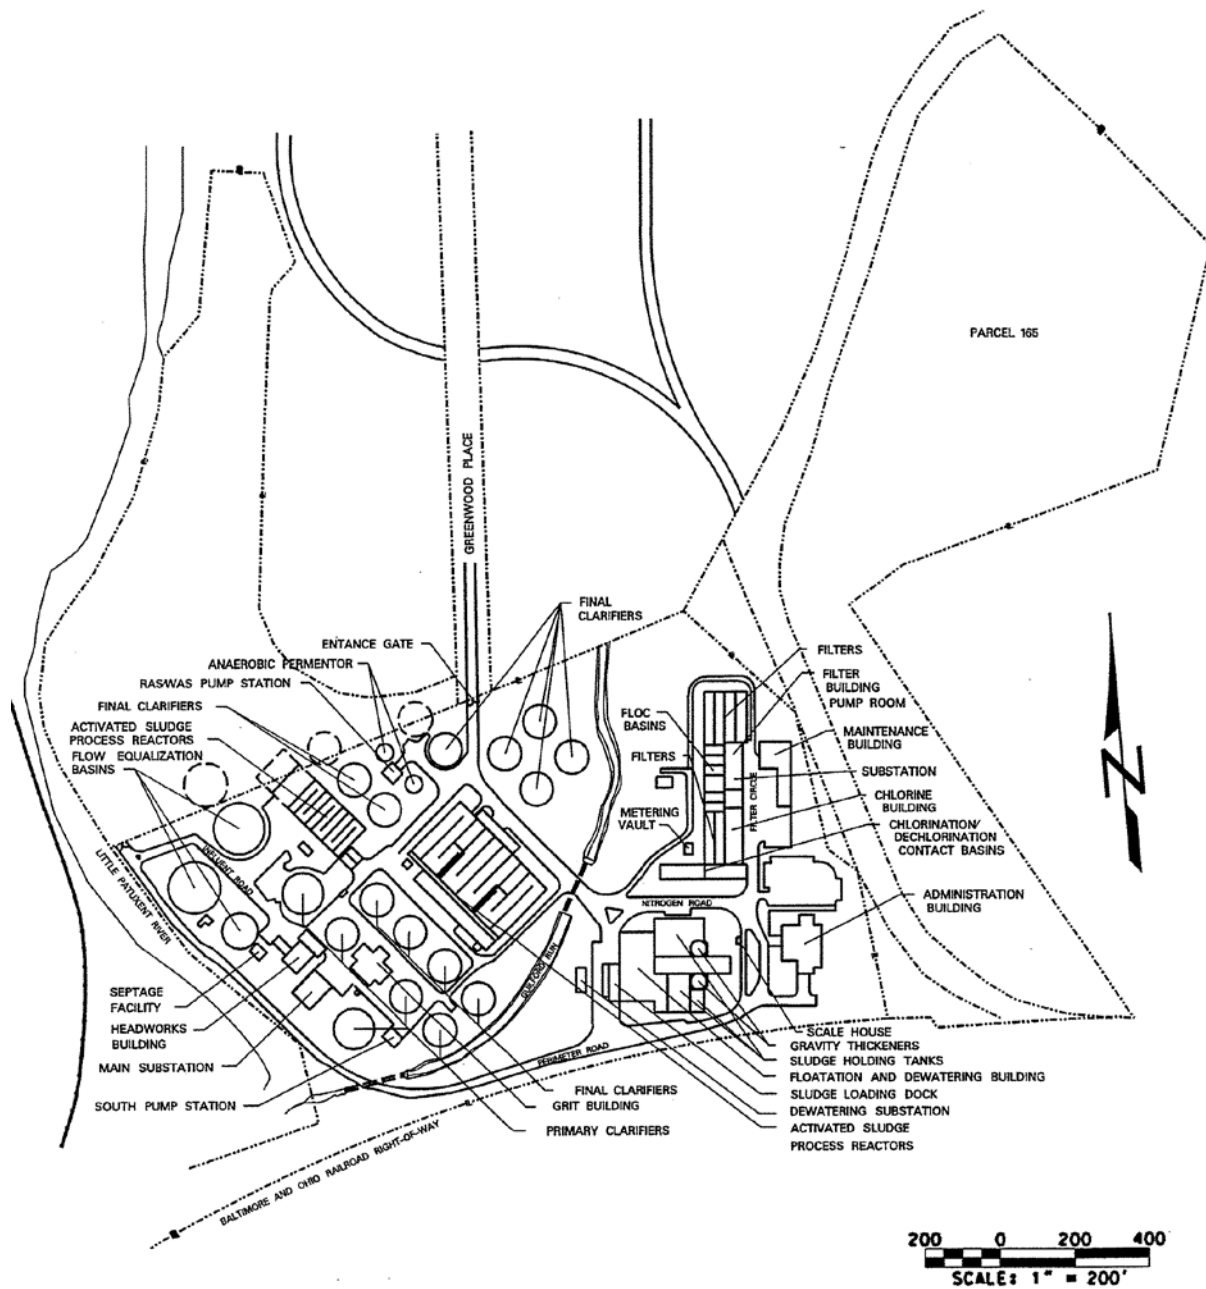 PARCEL 165
GREENWOOD PLACE
FINAL
CLARIFIERS
ENTANCE GATE
ANAEROBIC FERMENTOR
RAS/WAS PUMP STATION
FINAL CLARIFIERS
ACTIVATED SLUDGE
PROCESS REACTORS
FLOW EQUALIZATION
BASINS
FILTERS
FILTER
BUILDING
PUMP ROOM
FLOC
BASINS
MAINTENANCE
BUILDING
FILTERS
SUBSTATION
METERING
VAULT
FILTER CIRCLE
CHLORINE
BUILDING
CHLORINATION/
DECHLORINATION
CONTACT BASINS
INFLUENT ROAD
LITTLE PATUXENT RIVER
NITROGEN ROAD
ADMINISTRATION
BUILDING
GUILFORD RUN
SEPTAGE
FACILITY
HEADWORKS
BUILDING
MAIN SUBSTATION
SOUTH PUMP STATION
PERIMETER ROAD
SCALE HOUSE
GRAVITY THICKENERS
SLUDGE HOLDING TANKS
FLOATATION AND DEWATERING BUILDING
SLUDGE LOADING DOCK
DEWATERING SUBSTATION
ACTIVATED SLUDGE
PROCESS REACTORS
FINAL CLARIFIERS
GRIT BUILDING
PRIMARY CLARIFIERS
BALTIMORE AND OHIO RAILROAD RIGHT-OF-WAY
N
200 0 200 400
SCALE: 1" = 200'